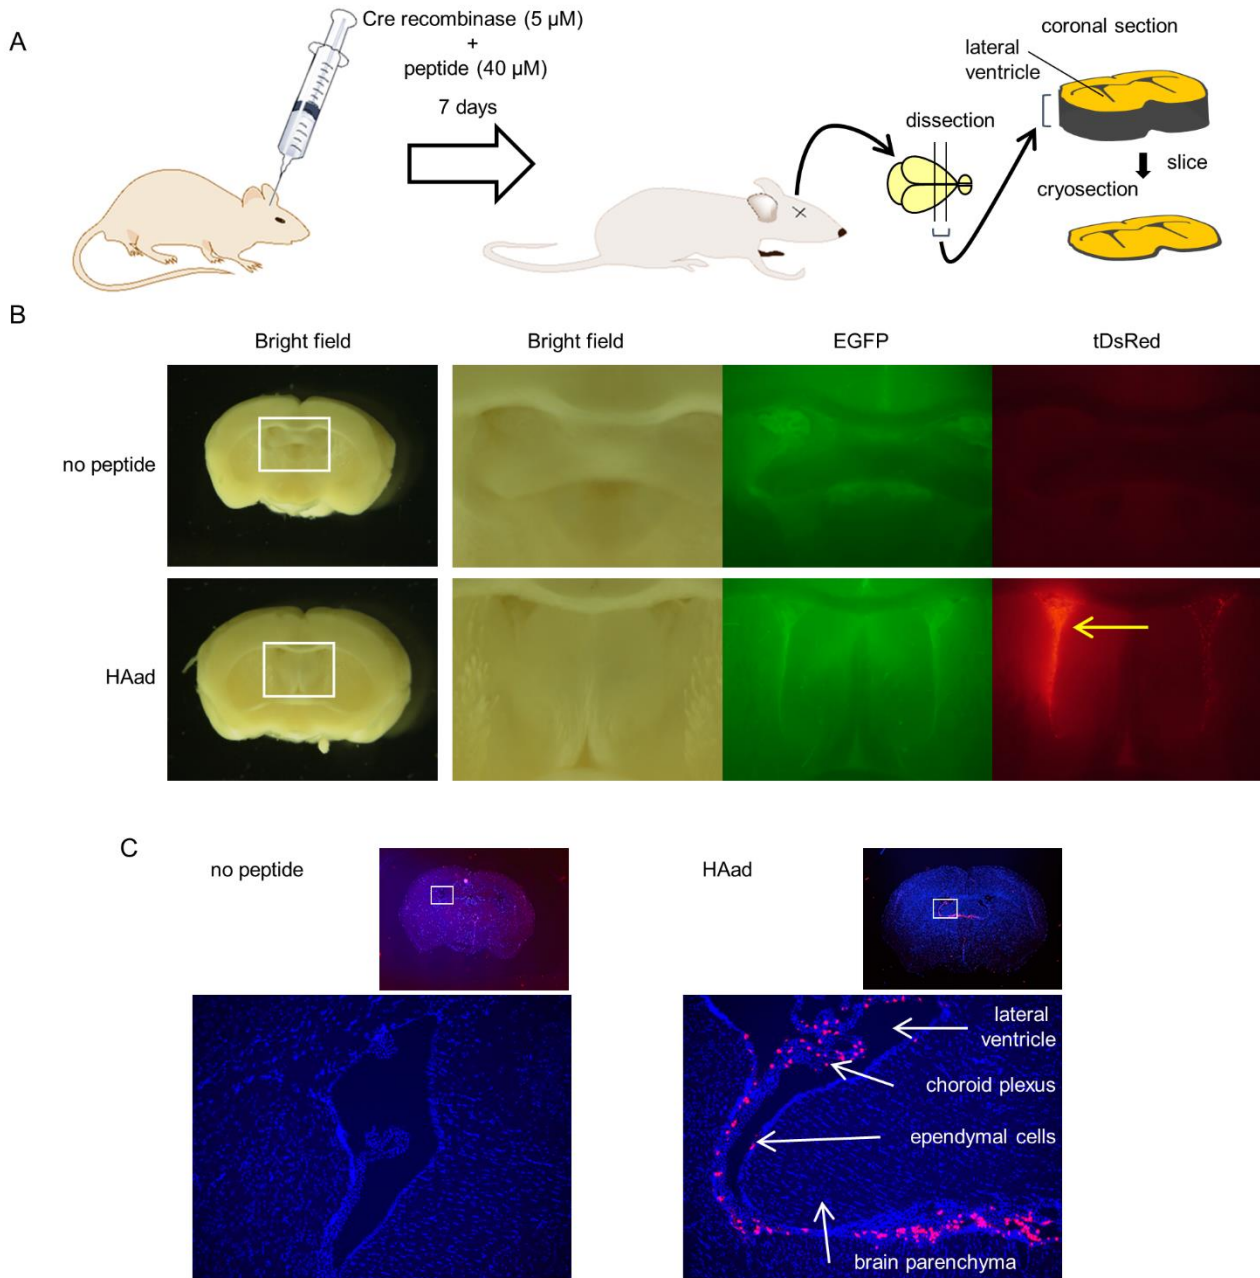 A
Cre recombinase (5 µM)
+
peptide (40 µM)
7 days
dissection
lateral
ventricle
coronal section
slice
cryosection
B
Bright field
Bright field
EGFP
tDsRed
no peptide
HAad
C
no peptide
HAad
lateral
ventricle
choroid plexus
ependymal cells
brain parenchyma